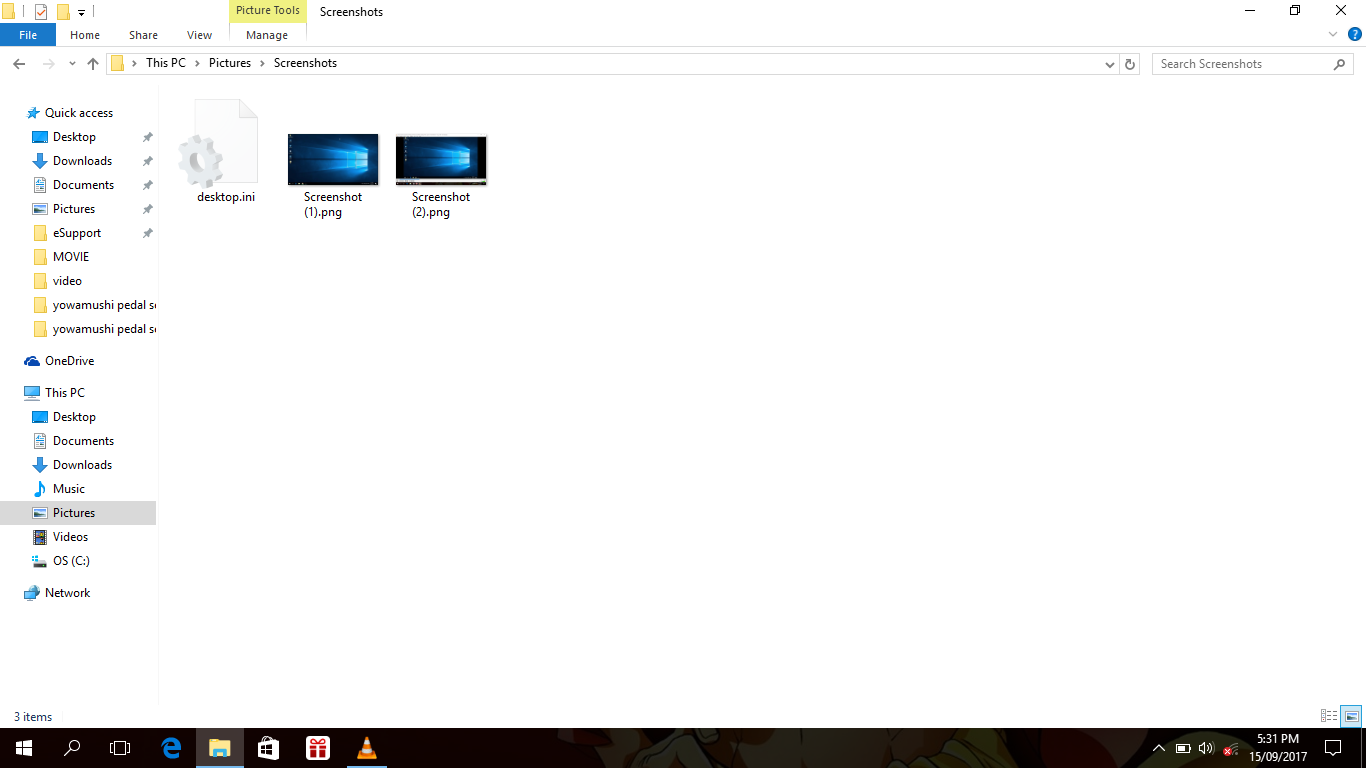 Picture Tools
Screenshots
File
Home
Share
View
Manage
This PC
Pictures
Screenshots
Search Screenshots
Quick access
Desktop
Downloads
Documents
Pictures
eSupport
MOVIE
video
yowamushi pedal
yowamushi pedal
OneDrive
This PC
Desktop
Documents
Downloads
Music
Pictures
Videos
OS (C:)
Network
desktop.ini
Screenshot
(1).png
Screenshot
(2).png
3 items
5:31 PM
15/09/2017